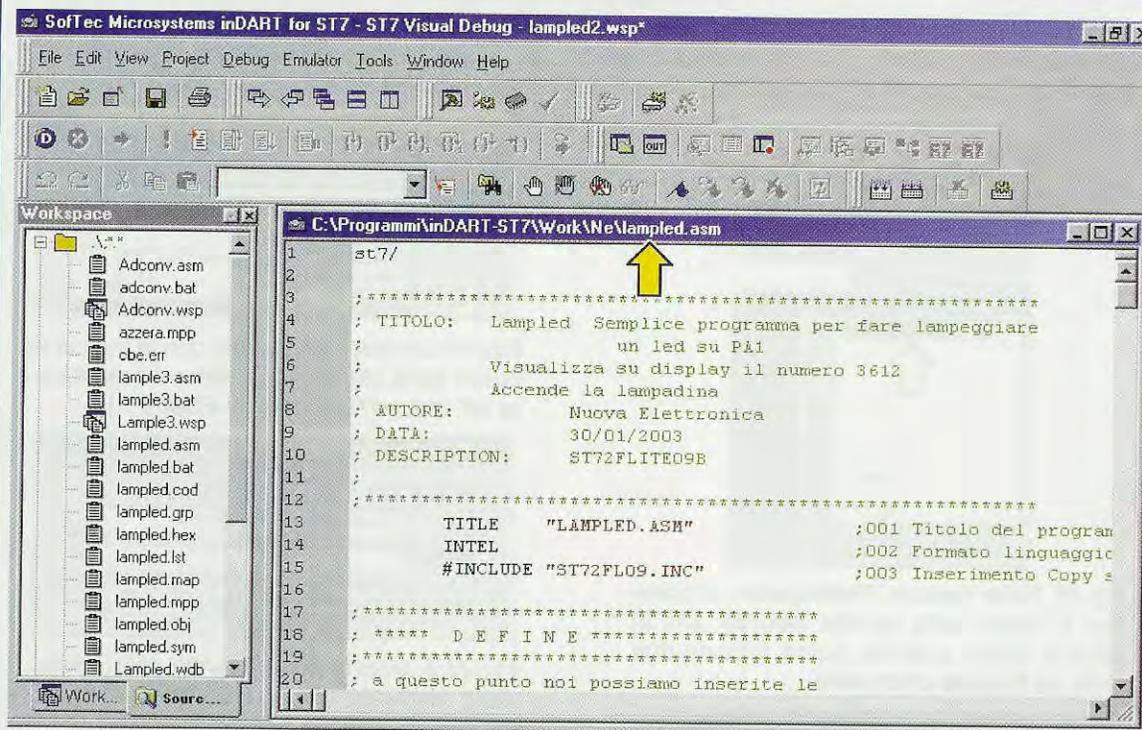 SofTec Microsystems inDART for ST7 - ST7 Visual Debug - lampled2.wsp*
File Edit View Project Debug Emulator Tools Window Help
OUT
Workspace
.\*.*
Adconv.asm
adconv.bat
Adconv.wsp
azzera.mpp
cbe.err
lample3.asm
lample3.bat
Lample3.wsp
lampled.asm
lampled.bat
lampled.cod
lampled.grp
lampled.hex
lampled.lst
lampled.map
lampled.mpp
lampled.obj
lampled.sym
Lampled.wdb
Work...
Sourc...
C:\Programmi\inDART-ST7\Work\Ne\lampled.asm
1 st7/
2
3 ;************************************************************
4 ; TITOLO: Lampled Semplice programma per fare lampeggiare
5 ; un led su PA1
6 ; Visualizza su display il numero 3612
7 ; Accende la lampadina
8 ; AUTORE: Nuova Elettronica
9 ; DATA: 30/01/2003
10 ; DESCRIPTION: ST72FLITE09B
11 ;
12 ;************************************************************
13 TITLE "LAMPLED.ASM" ;001 Titolo del program
14 INTEL ;002 Formato linguaggio
15 #INCLUDE "ST72FL09.INC" ;003 Inserimento Copy s
16
17 ;****************************************
18 ; ***** D E F I N E ********************
19 ;****************************************
20 ; a questo punto noi possiamo inserite le